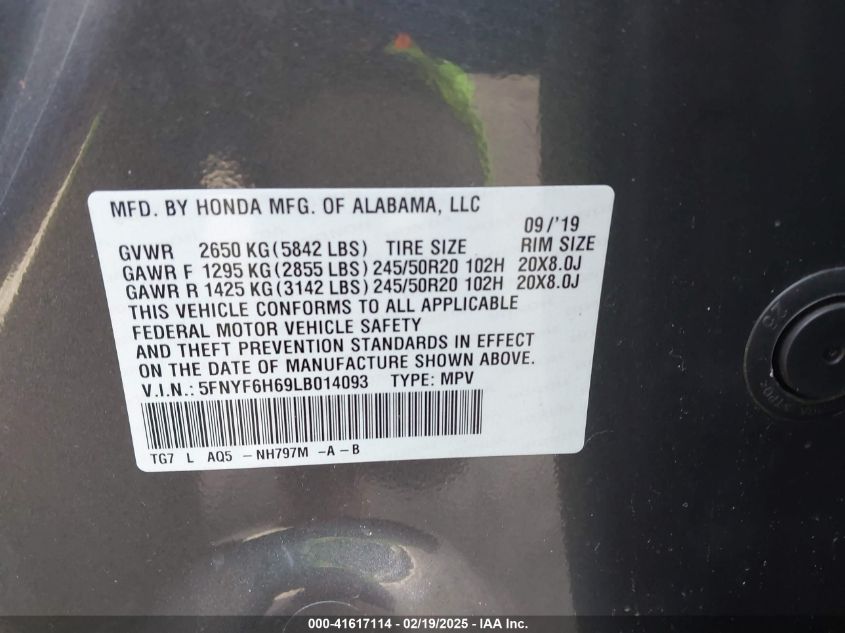 MFD. BY HONDA MFG. OF ALABAMA, LLC
09/'19
GVWR 2650 KG(5842 LBS) TIRE SIZE RIM SIZE
GAWR F 1295 KG(2855 LBS)245/50R20 102H 20X8.0J
GAWR R 1425 KG(3142 LBS)245/50R20 102H 20X8.0J
THIS VEHICLE CONFORMS TO ALL APPLICABLE
FEDERAL MOTOR VEHICLE SAFETY
AND THEFT PREVENTION STANDARDS IN EFFECT
ON THE DATE OF MANUFACTURE SHOWN ABOVE.
V.I.N.: 5FNYF6H69LB014093 TYPE: MPV
TG7 L AQ5 -NH797M -A-B
000-41617114 - 02/19/2025 - IAA Inc.